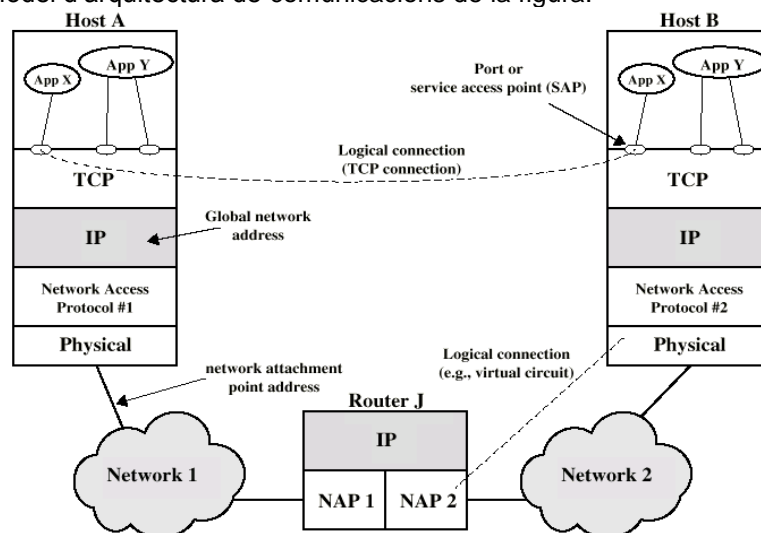 model d'arquitectura de comunicacions de la figura.
Host A
Host B
App X
App Y
Port or
service access point (SAP)
App X
App Y
Logical connection
(TCP connection)
TCP
TCP
Global network
address
IP
IP
Network Access
Protocol #1
Network Access
Protocol #2
Physical
Physical
Logical connection
(e.g., virtual circuit)
network attachment
point address
Router J
IP
Network 1
NAP 1
NAP 2
Network 2